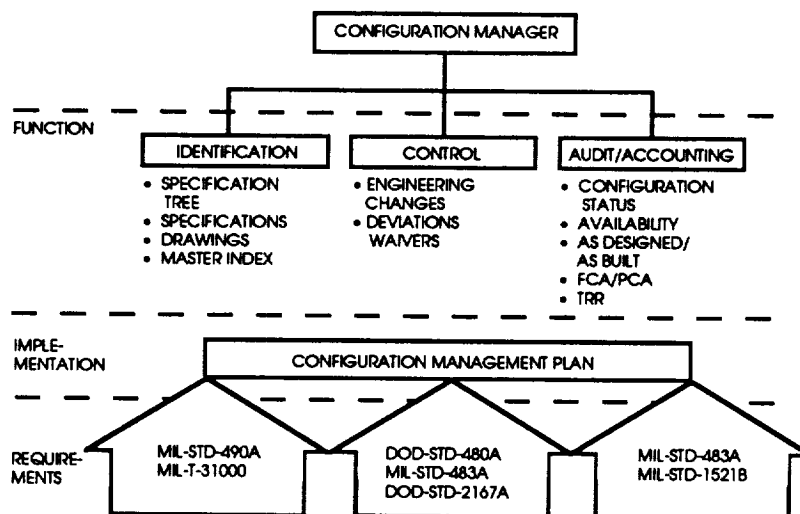 CONFIGURATION MANAGER
FUNCTION
IDENTIFICATION
• SPECIFICATION
TREE
• SPECIFICATIONS
• DRAWINGS
• MASTER INDEX
CONTROL
• ENGINEERING
CHANGES
• DEVIATIONS
WAIVERS
AUDIT/ACCOUNTING
• CONFIGURATION
STATUS
• AVAILABILITY
• AS DESIGNED/
AS BUILT
• FCA/PCA
• TRR
IMPLE-
MENTATION
CONFIGURATION MANAGEMENT PLAN
REQUIRE-
MENTS
MIL-STD-490A
MIL-T-31000
DOD-STD-480A
MIL-STD-483A
DOD-STD-2167A
MIL-STD-483A
MIL-STD-1521B